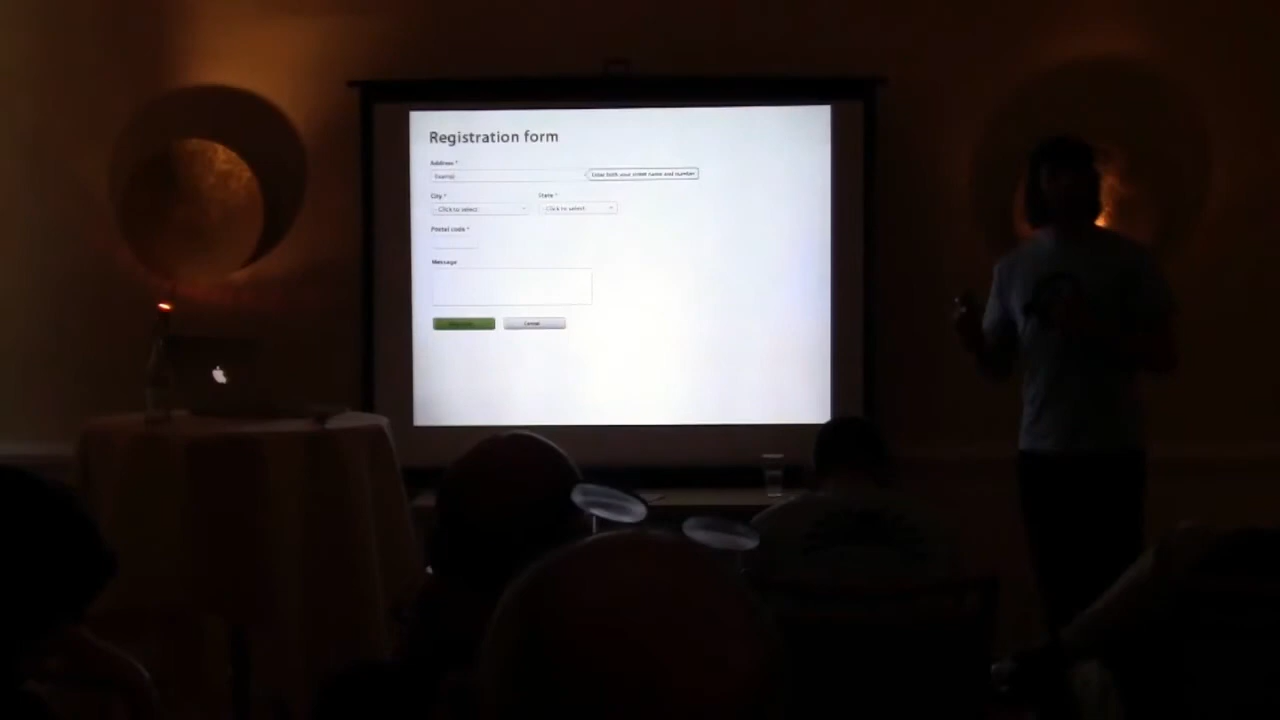 Registration form
Address *
Enter both your street name and number
City *
State *
- Click to select -
- Click to select -
Postal code *
Message
Cancel